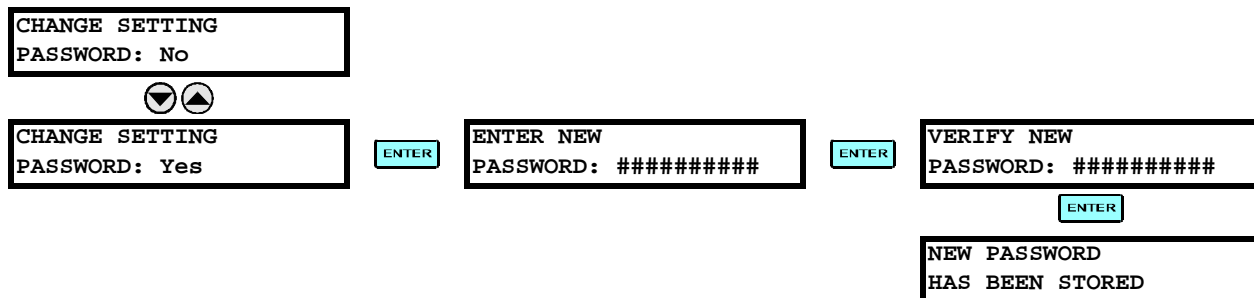 CHANGE SETTING
PASSWORD: No
CHANGE SETTING
PASSWORD: Yes
ENTER
ENTER NEW
PASSWORD: ##########
ENTER
VERIFY NEW
PASSWORD: ##########
ENTER
NEW PASSWORD
HAS BEEN STORED